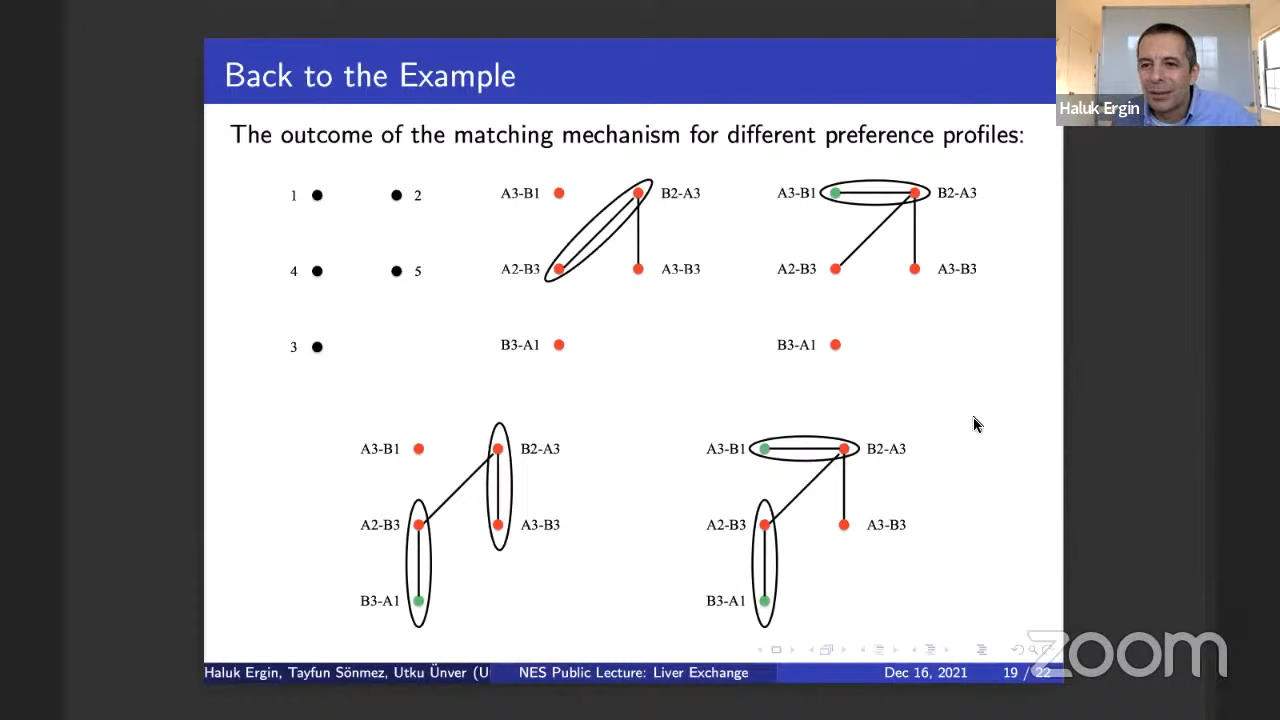 Back to the Example
Haluk Ergin
The outcome of the matching mechanism for different preference profiles:
1 2 A3-B1 B2-A3 A3-B1 B2-A3
4 5 A2-B3 A3-B3 A2-B3 A3-B3
3 B3-A1 B3-A1
A3-B1 B2-A3 A3-B1 B2-A3
A2-B3 A3-B3 A2-B3 A3-B3
B3-A1 B3-A1
zoom
Haluk Ergin, Tayfun Sönmez, Utku Ünver (U NES Public Lecture: Liver Exchange Dec 16, 2021 19 / 22